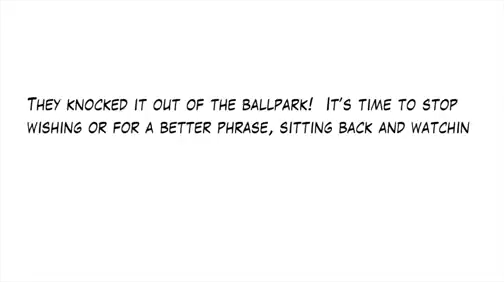 They knocked it out of the ballpark!  It's time to stop
wishing or for a better phrase, sitting back and watchin